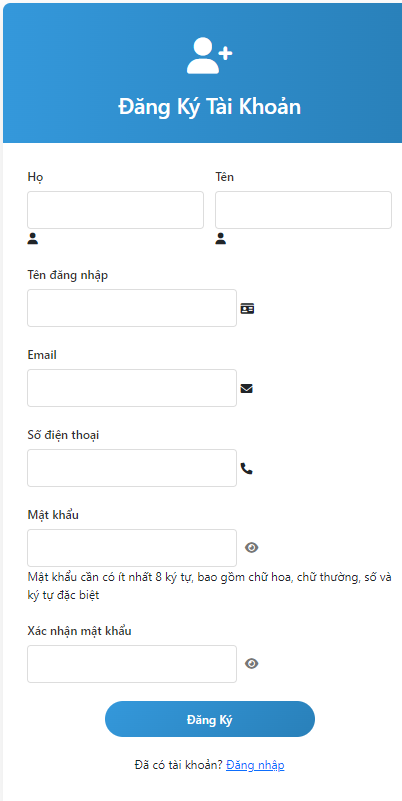 Đăng Ký Tài Khoản
Họ
Tên
Tên đăng nhập
Email
Số điện thoại
Mật khẩu
Mật khẩu cần có ít nhất 8 ký tự, bao gồm chữ hoa, chữ thường, số và
ký tự đặc biệt
Xác nhận mật khẩu
Đăng Ký
Đã có tài khoản? Đăng nhập